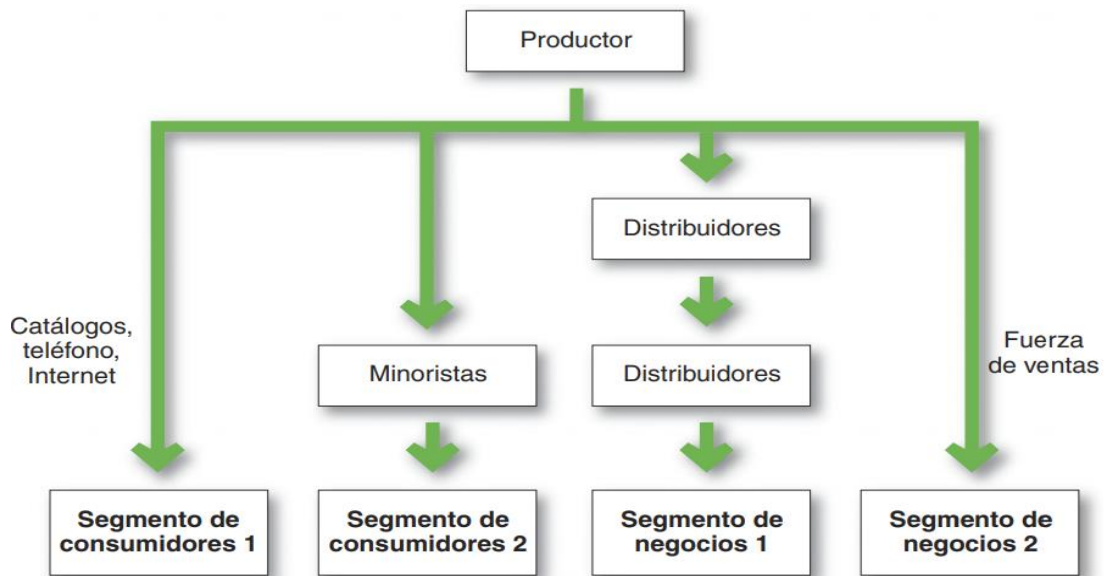 Productor
Distribuidores
Catálogos,
teléfono,
Internet
Minoristas
Distribuidores
Fuerza
de ventas
Segmento de
consumidores 1
Segmento de
consumidores 2
Segmento de
negocios 1
Segmento de
negocios 2